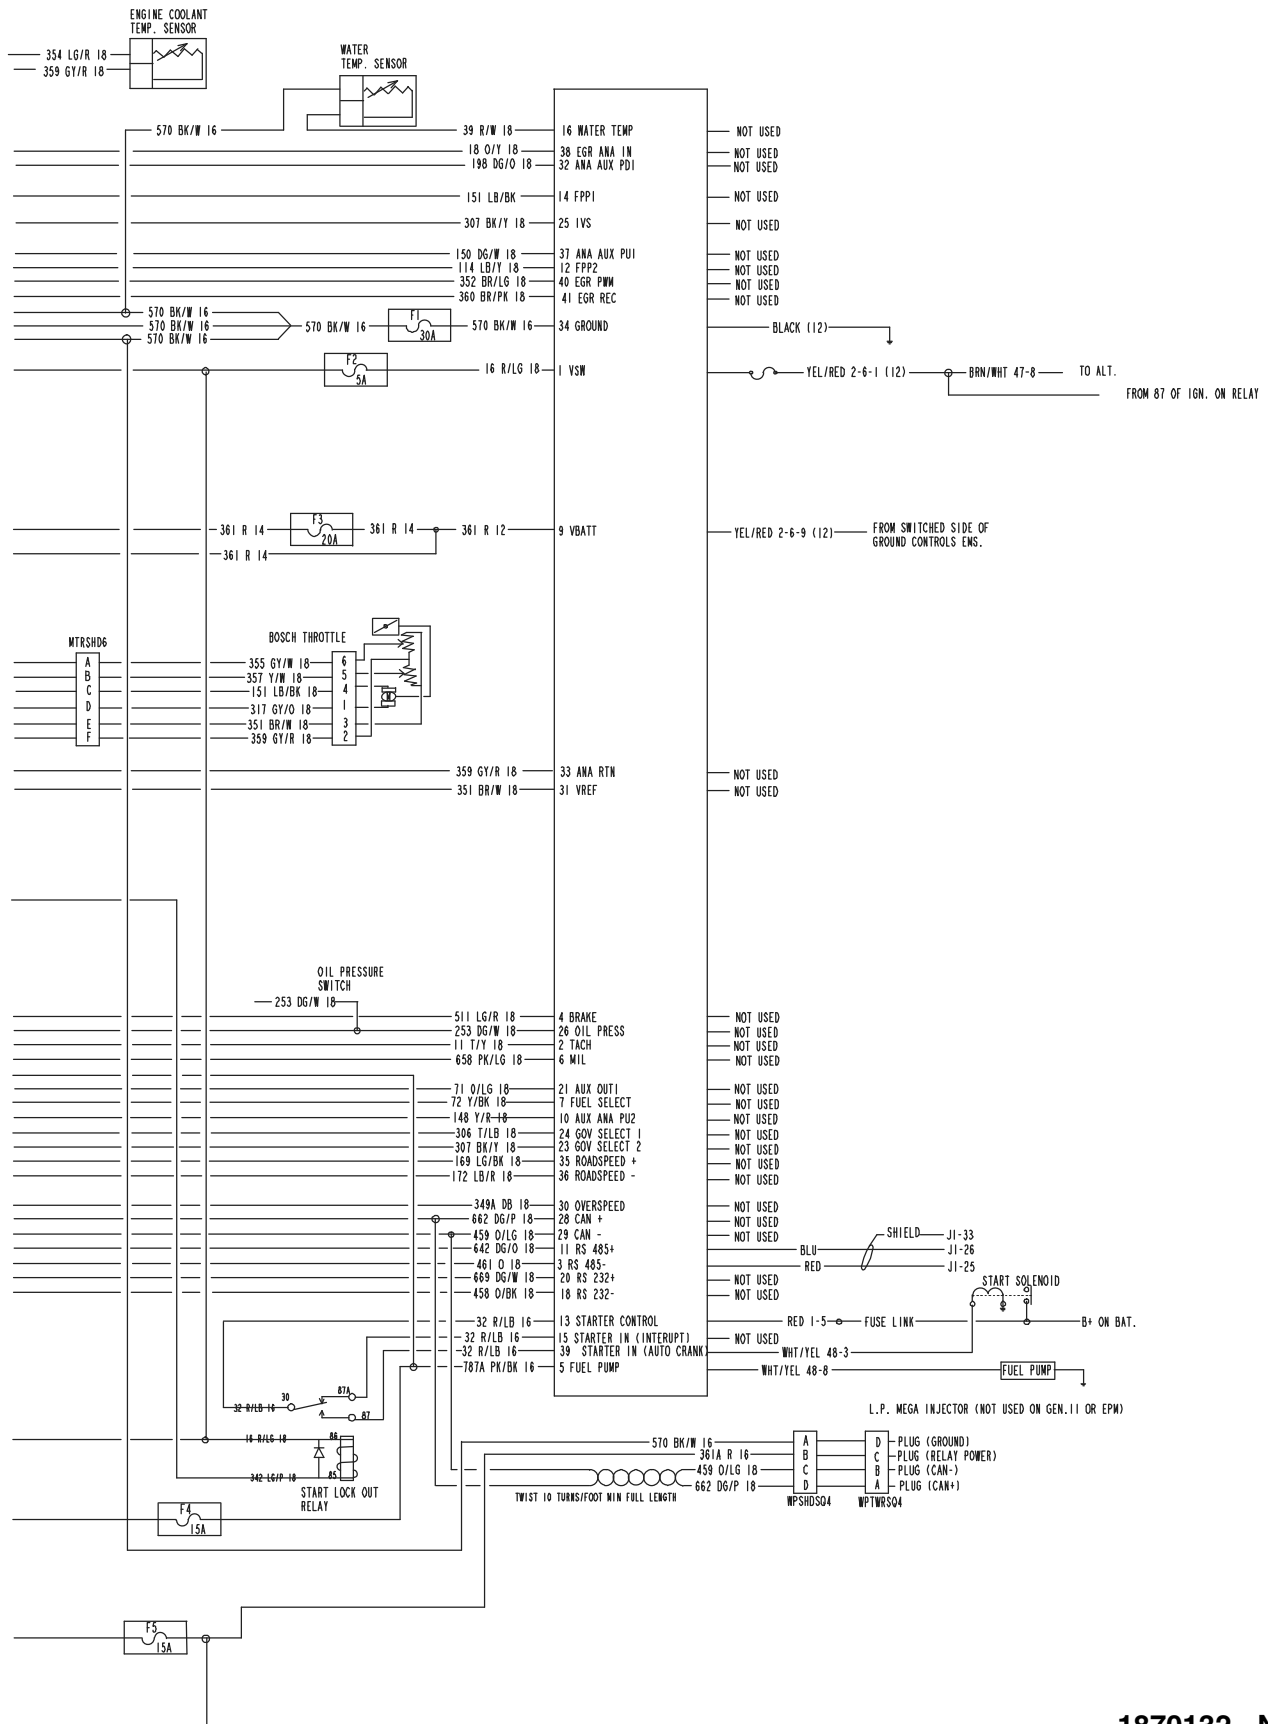 ENGINE COOLANT
TEMP. SENSOR
354 LG/R 18
359 GY/R 18
WATER
TEMP. SENSOR
570 BK/W 16
39 R/W 18
16 WATER TEMP
NOT USED
18 O/Y 18
38 EGR ANA IN
NOT USED
198 DG/O 18
32 ANA AUX PD1
NOT USED
151 LB/BK
14 FPP1
NOT USED
307 BK/Y 18
25 IVS
NOT USED
150 DG/W 18
37 ANA AUX PU1
NOT USED
114 LB/Y 18
12 FPP2
NOT USED
352 BR/LG 18
40 EGR PWM
NOT USED
360 BR/PK 18
41 EGR REC
NOT USED
570 BK/W 16
570 BK/W 16
570 BK/W 16
570 BK/W 16
F1
30A
570 BK/W 16
34 GROUND
BLACK (12)
F2
5A
16 R/LG 18
1 VSW
YEL/RED 2-6-1 (12)
BRN/WHT 47-8
TO ALT.
FROM 87 OF IGN. ON RELAY
361 R 14
F3
20A
361 R 14
361 R 12
9 VBATT
YEL/RED 2-6-9 (12)
FROM SWITCHED SIDE OF
GROUND CONTROLS EMS.
361 R 14
MTRSHD6
BOSCH THROTTLE
A
355 GY/W 18
6
B
357 Y/W 18
5
C
151 LB/BK 18
4
M
D
317 GY/O 18
1
E
351 BR/W 18
3
F
359 GY/R 18
2
359 GY/R 18
33 ANA RTN
NOT USED
351 BR/W 18
31 VREF
NOT USED
OIL PRESSURE
SWITCH
253 DG/W 18
511 LG/R 18
4 BRAKE
NOT USED
253 DG/W 18
26 OIL PRESS
NOT USED
11 T/Y 18
2 TACH
NOT USED
658 PK/LG 18
6 MIL
NOT USED
71 O/LG 18
21 AUX OUT1
NOT USED
72 Y/BK 18
7 FUEL SELECT
NOT USED
148 Y/R 18
10 AUX ANA PU2
NOT USED
306 T/LB 18
24 GOV SELECT 1
NOT USED
307 BK/Y 18
23 GOV SELECT 2
NOT USED
169 LG/BK 18
35 ROADSPEED +
NOT USED
172 LB/R 18
36 ROADSPEED -
NOT USED
349A DB 18
30 OVERSPEED
NOT USED
662 DG/P 18
28 CAN +
NOT USED
459 O/LG 18
29 CAN -
NOT USED
SHIELD
J1-33
642 DG/O 18
11 RS 485+
BLU
J1-26
461 O 18
3 RS 485-
RED
J1-25
669 DG/W 18
20 RS 232+
NOT USED
START SOLENOID
458 O/BK 18
18 RS 232-
NOT USED
32 R/LB 16
13 STARTER CONTROL
RED 1-5
FUSE LINK
B+ ON BAT.
32 R/LB 16
15 STARTER IN (INTERUPT)
NOT USED
32 R/LB 16
39 STARTER IN (AUTO CRANK)
WHT/YEL 48-3
787A PK/BK 16
5 FUEL PUMP
WHT/YEL 48-8
FUEL PUMP
30
87A
32 R/LB 16
87
L.P. MEGA INJECTOR (NOT USED ON GEN.II OR EPM)
16 R/LG 18
86
570 BK/W 16
A
D
PLUG (GROUND)
361A R 16
B
C
PLUG (RELAY POWER)
459 O/LG 18
C
B
PLUG (CAN-)
342 LG/P 18
85
662 DG/P 18
D
A
PLUG (CAN+)
START LOCK OUT
RELAY
TWIST 10 TURNS/FOOT MIN FULL LENGTH
WPSHDSQ4
WPTWRSQ4
F4
15A
F5
15A